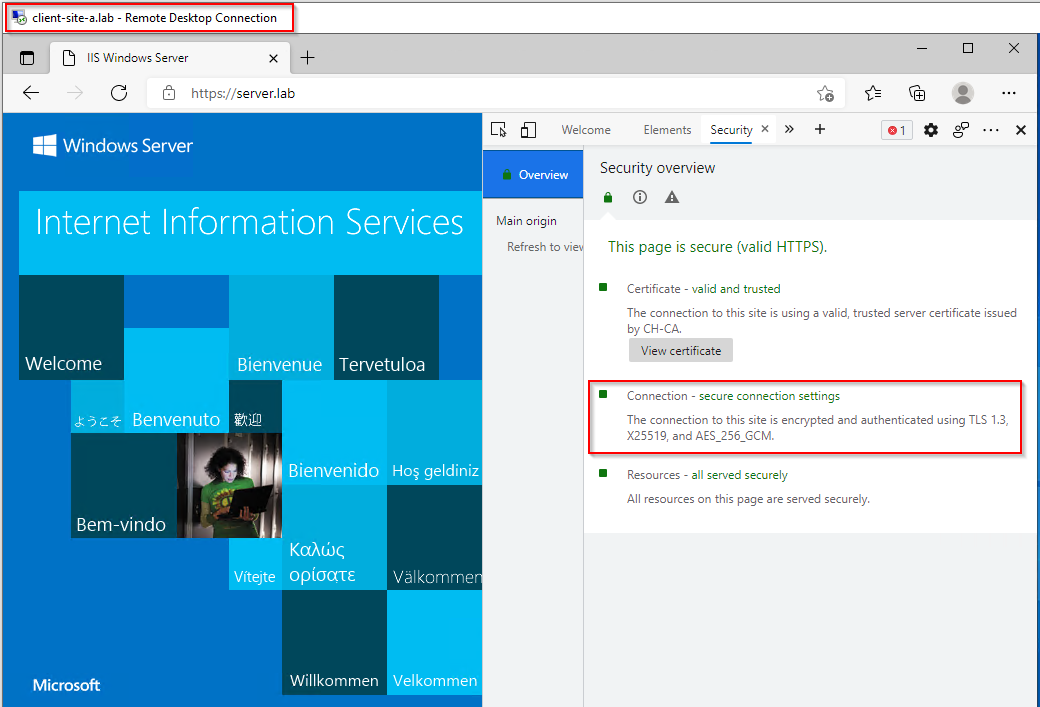 client-site-a.lab - Remote Desktop Connection
IIS Windows Server
https://server.lab
Windows Server
Internet Information Services
Welcome
Bienvenue
Tervetuloa
ようこそ
Benvenuto
歡迎
Bienvenido
Hoş geldiniz
Bem-vindo
Καλώς
ορίσατε
Vítejte
Välkommen
Willkommen
Velkommen
Microsoft
Welcome
Elements
Security
1
Overview
Main origin
Refresh to view
Security overview
This page is secure (valid HTTPS).
Certificate - valid and trusted
The connection to this site is using a valid, trusted server certificate issued
by CH-CA.
View certificate
Connection - secure connection settings
The connection to this site is encrypted and authenticated using TLS 1.3,
X25519, and AES_256_GCM.
Resources - all served securely
All resources on this page are served securely.